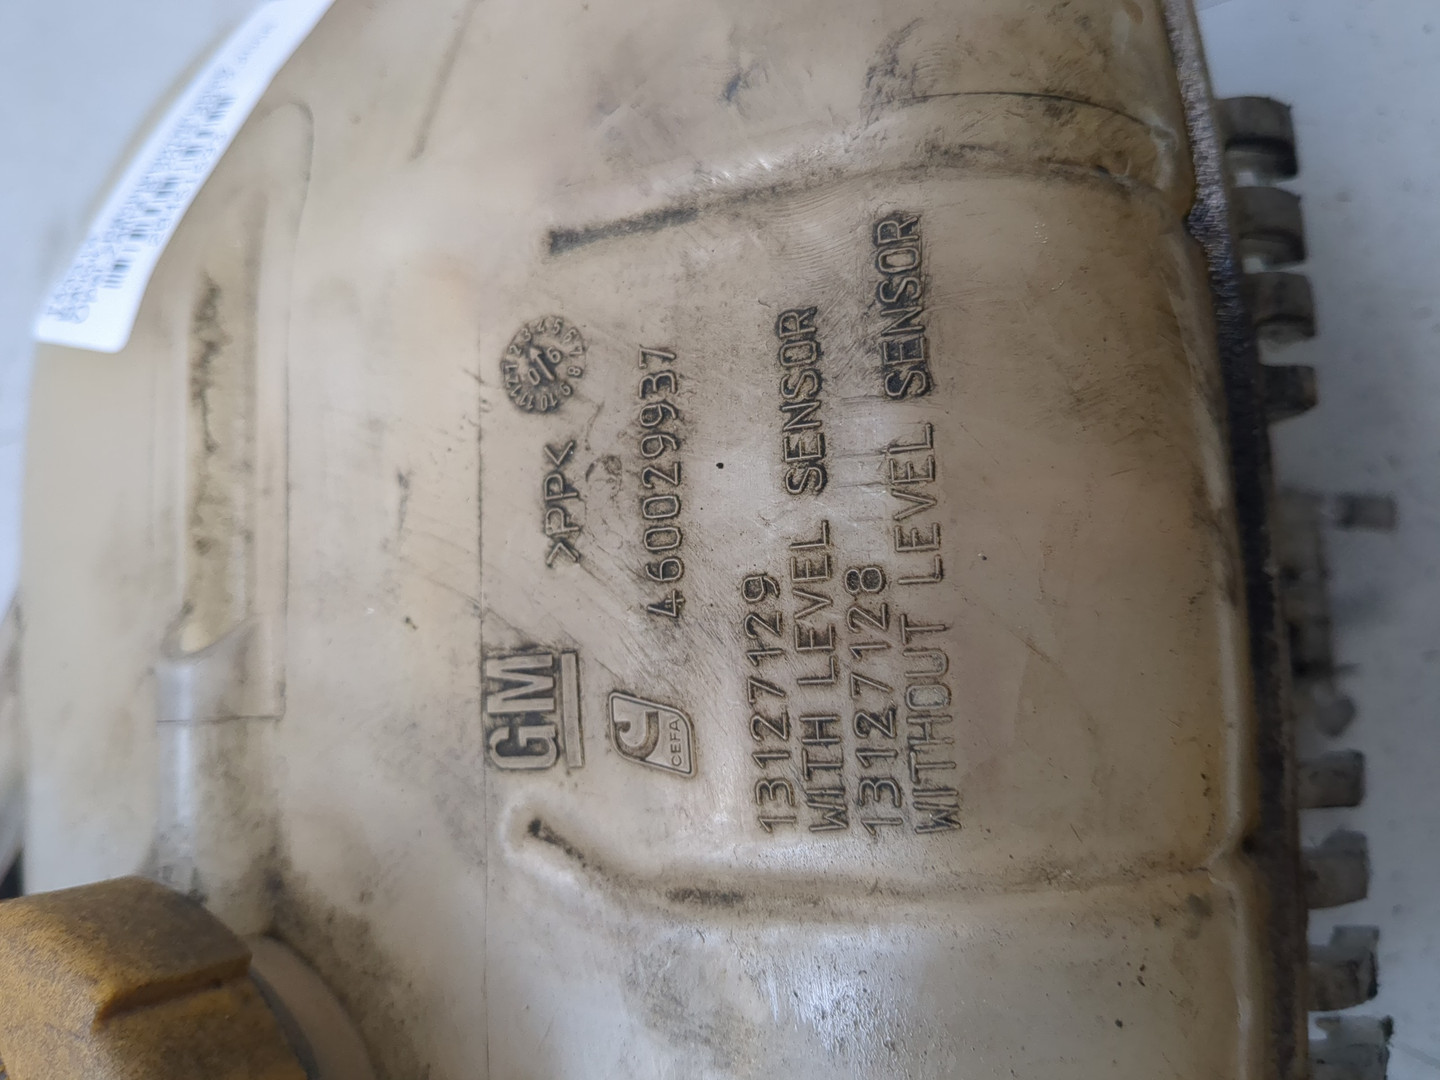 GM
>PP<
CEFA
460029937
13127129
WITH LEVEL SENSOR
13127128
WITHOUT LEVEL SENSOR